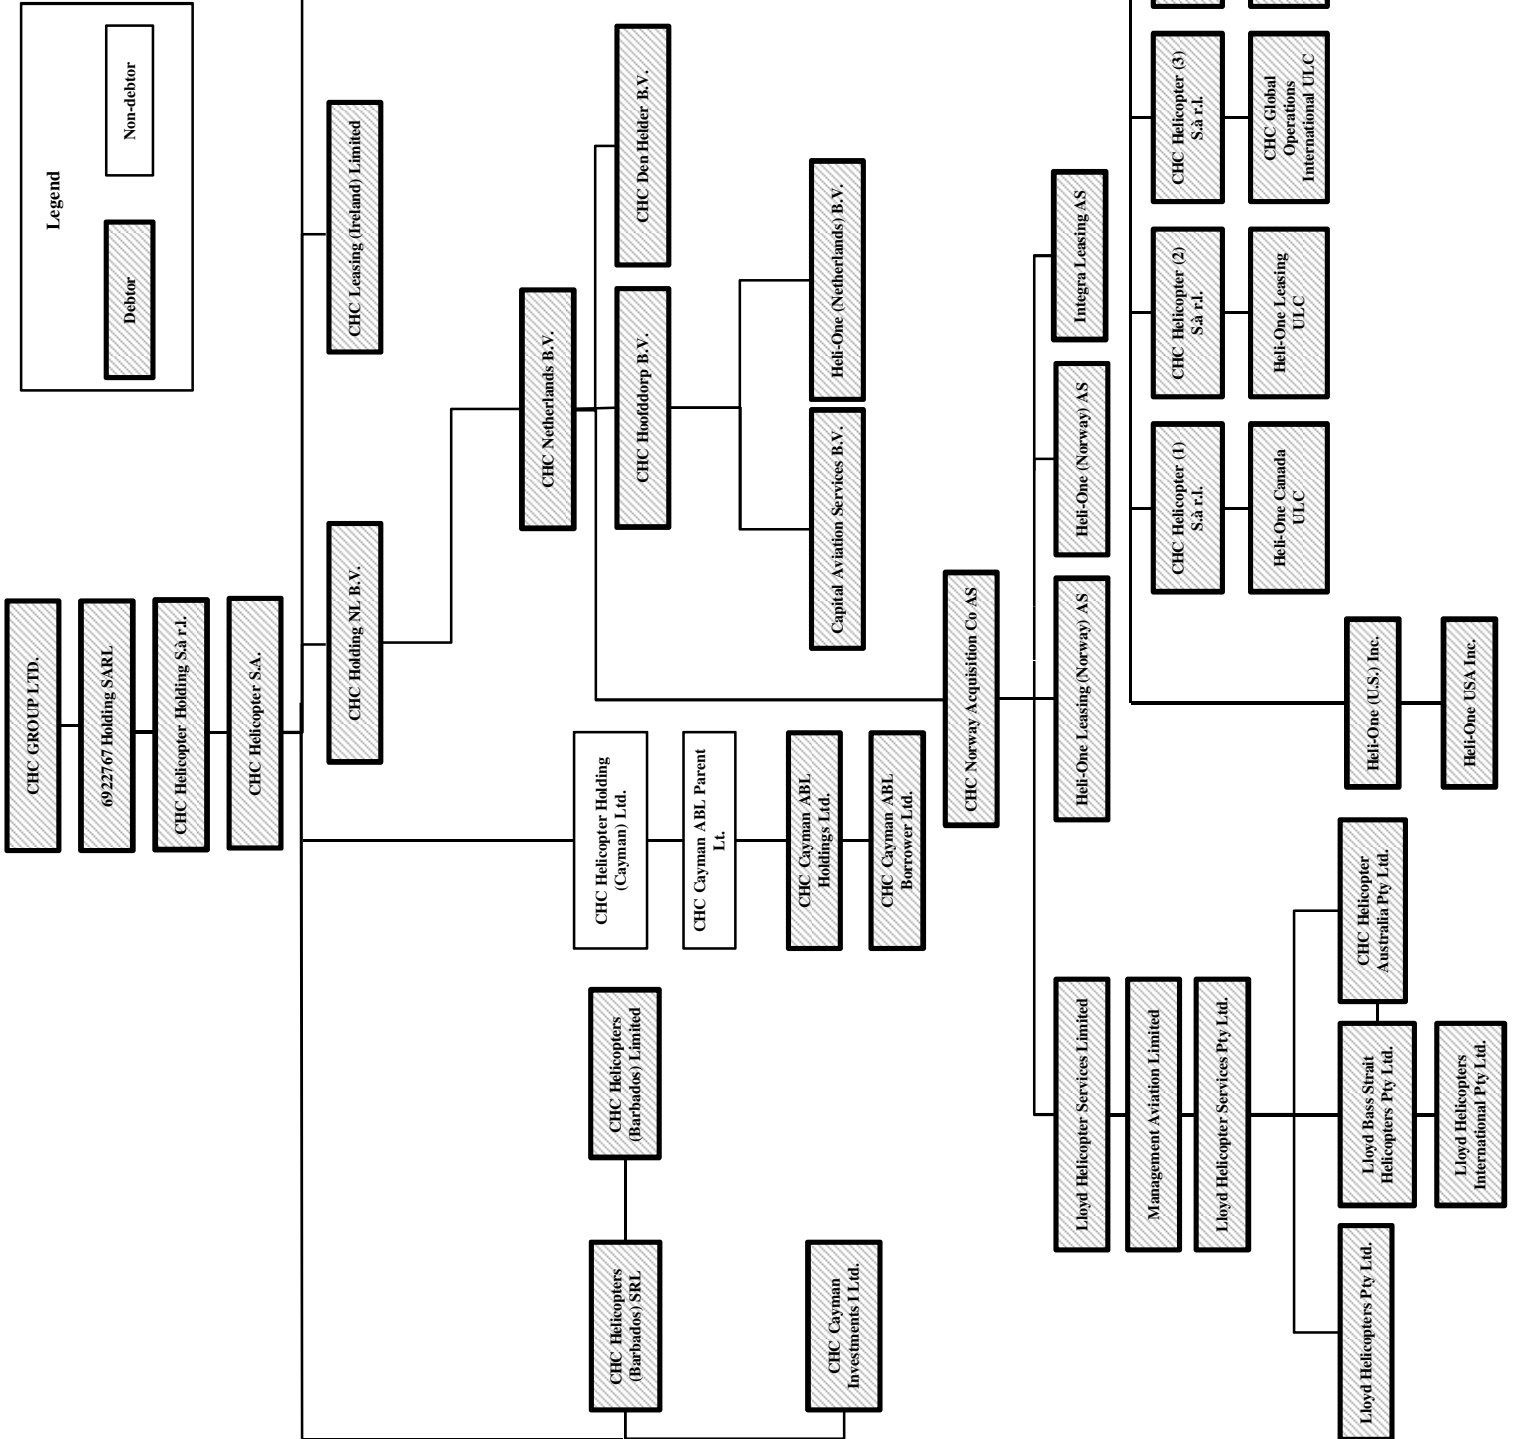 Legend
Debtor
Non-debtor
CHC GROUP LTD.
6922767 Holding SARL
CHC Helicopter Holding S.à r.l.
CHC Helicopter S.A.
CHC Holding NL B.V.
CHC Leasing (Ireland) Limited
CHC Netherlands B.V.
CHC Hoofddorp B.V.
CHC Den Helder B.V.
Capital Aviation Services B.V.
Heli-One (Netherlands) B.V.
CHC Helicopters
(Barbados) SRL
CHC Helicopters
(Barbados) Limited
CHC Cayman
Investments I Ltd.
CHC Helicopter Holding
(Cayman) Ltd.
CHC Cayman ABL Parent
Lt.
CHC Cayman ABL
Holdings Ltd.
CHC Cayman ABL
Borrower Ltd.
CHC Norway Acquisition Co AS
Lloyd Helicopter Services Limited
Heli-One Leasing (Norway) AS
Heli-One (Norway) AS
Integra Leasing AS
Management Aviation Limited
Lloyd Helicopter Services Pty Ltd.
Lloyd Helicopters Pty Ltd.
Lloyd Bass Strait
Helicopters Pty Ltd.
CHC Helicopter
Australia Pty Ltd.
Lloyd Helicopters
International Pty Ltd.
CHC Helicopter (1)
S.à r.l.
CHC Helicopter (2)
S.à r.l.
CHC Helicopter (3)
S.à r.l.
Heli-One Canada
ULC
Heli-One Leasing
ULC
CHC Global
Operations
International ULC
Heli-One (U.S.) Inc.
Heli-One USA Inc.